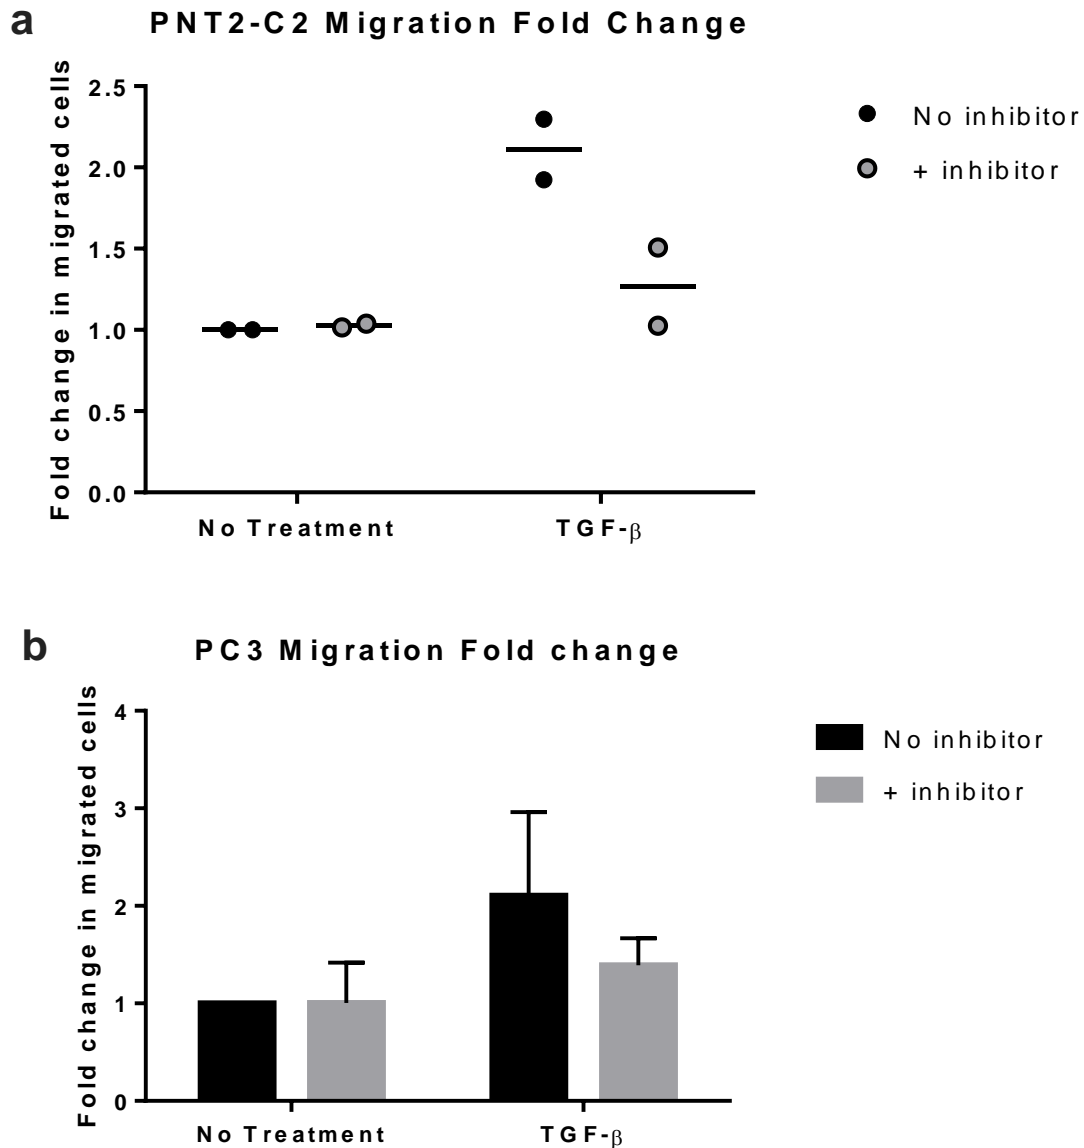 a
PNT2-C2 Migration Fold Change
Fold change in migrated cells
2.5
2.0
1.5
1.0
0.5
0.0
No Treatment
TGF-β
No inhibitor
+ inhibitor
b
PC3 Migration Fold change
Fold change in migrated cells
4
3
2
1
0
No Treatment
TGF-β
No inhibitor
+ inhibitor